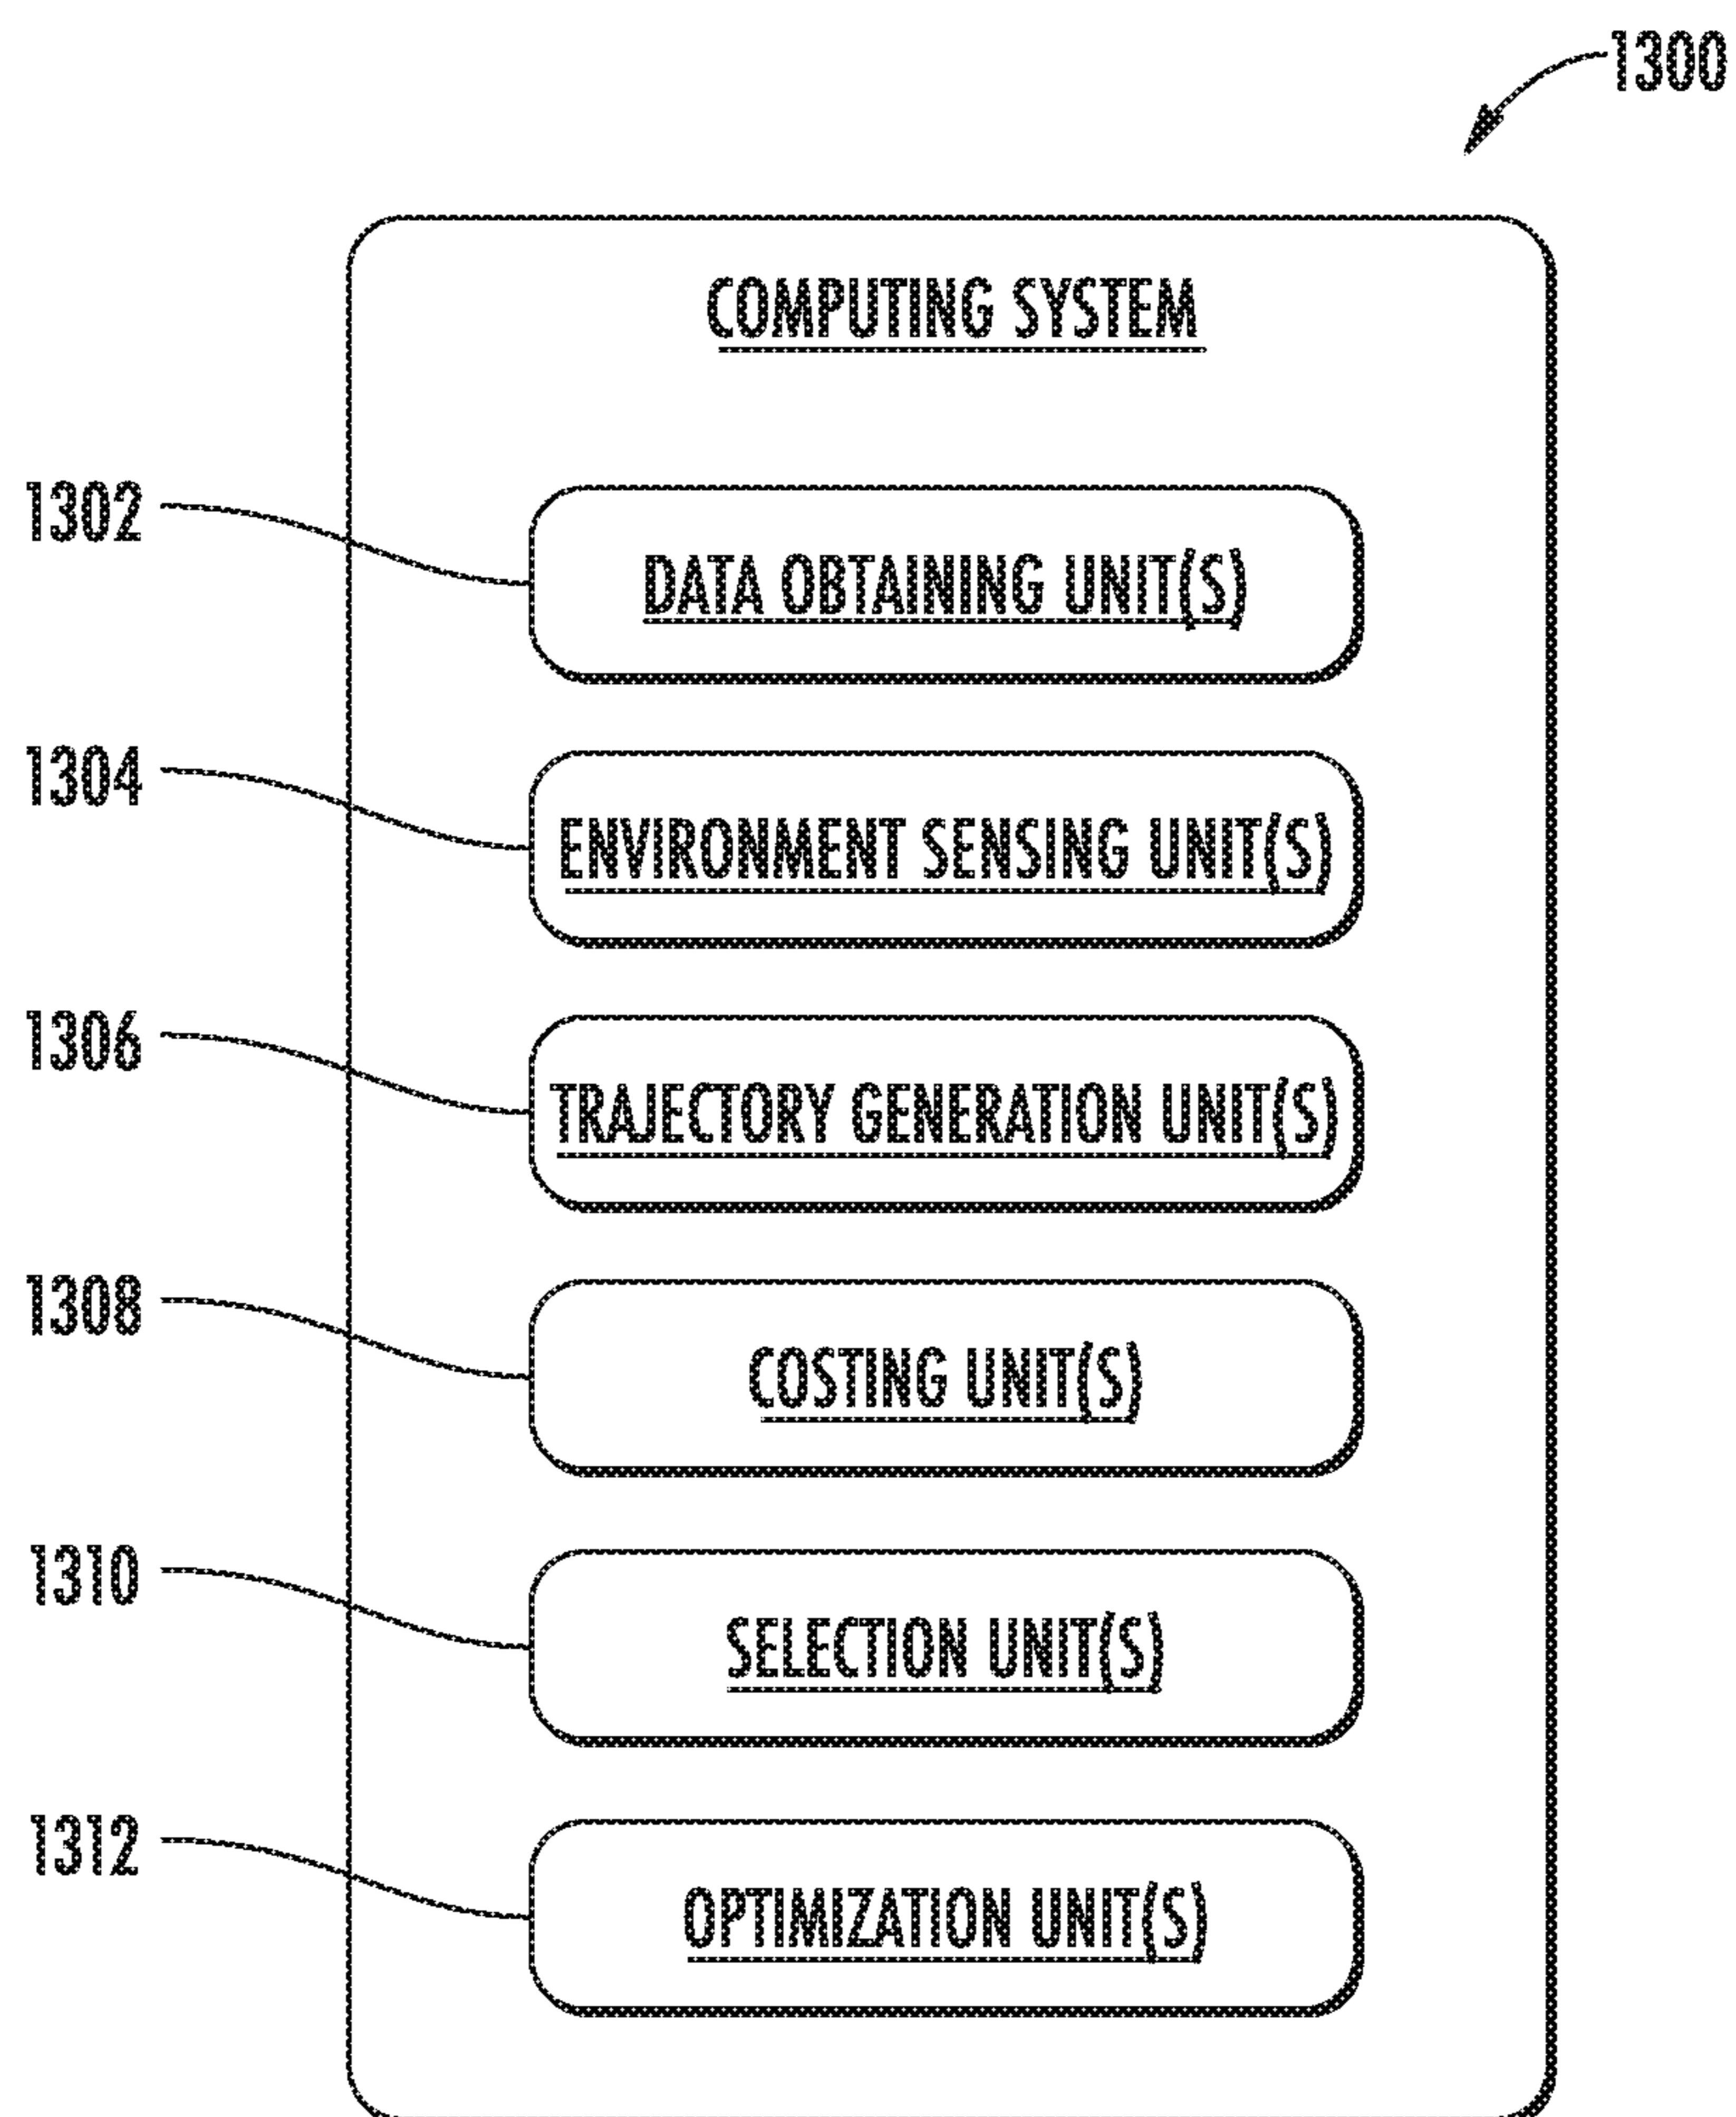 1300
COMPUTING SYSTEM
1302
DATA OBTAINING UNIT(S)
1304
ENVIRONMENT SENSING UNIT(S)
1306
TRAJECTORY GENERATION UNIT(S)
1308
COSTING UNIT(S)
1310
SELECTION UNIT(S)
1312
OPTIMIZATION UNIT(S)